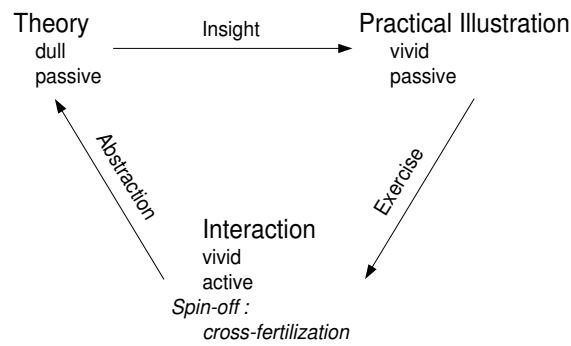 Theory
dull
passive
Insight
Practical Illustration
vivid
passive
Abstraction
Exercise
Interaction
vivid
active
Spin-off :
cross-fertilization